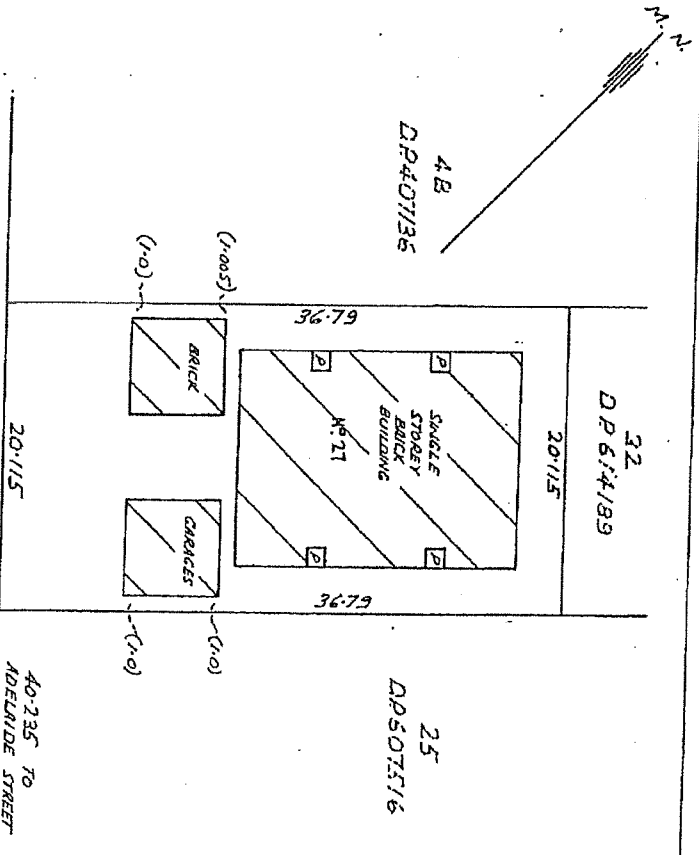 M. N.
4B
D.P.407136
32
D.P.614189
(1·0)
(1·005)
36·79
BRICK
P
P
SINGLE
STOREY
BRICK
BUILDING
Nº 27
20·115
20·115
GARAGES
P
P
36·79
(1·0)
(1·0)
25
D.P.607516
40·235 TO
ADELAIDE STREET